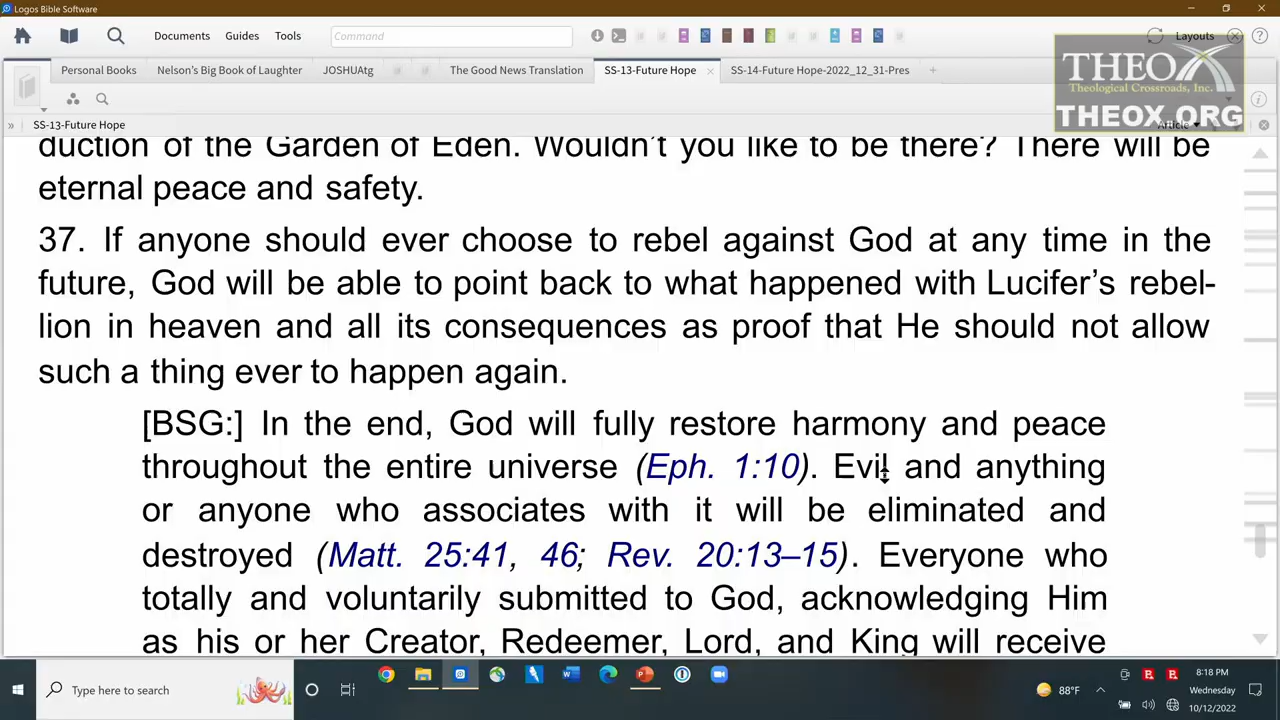 Logos Bible Software
Documents Guides Tools Command Layouts
Personal Books Nelson's Big Book of Laughter JOSHUAtg The Good News Translation SS-13-Future Hope SS-14-Future Hope-2022_12_31-Pres
THEOX
Theological Crossroads, Inc.
THEOX.ORG
SS-13-Future Hope Article
duction of the Garden of Eden. Wouldn't you like to be there? There will be
eternal peace and safety.
37. If anyone should ever choose to rebel against God at any time in the
future, God will be able to point back to what happened with Lucifer's rebel-
lion in heaven and all its consequences as proof that He should not allow
such a thing ever to happen again.
[BSG:] In the end, God will fully restore harmony and peace
throughout the entire universe (Eph. 1:10). Evil and anything
or anyone who associates with it will be eliminated and
destroyed (Matt. 25:41, 46; Rev. 20:13–15). Everyone who
totally and voluntarily submitted to God, acknowledging Him
as his or her Creator, Redeemer, Lord, and King will receive
Type here to search
88°F
8:18 PM
Wednesday
10/12/2022